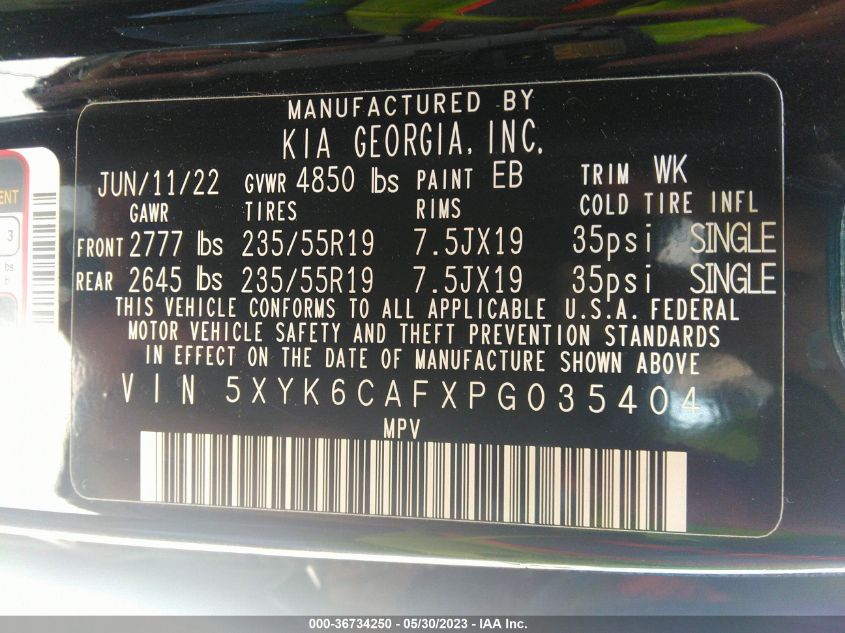 MANUFACTURED BY
KIA GEORGIA, INC.
JUN/11/22 GVWR 4850 lbs PAINT EB TRIM WK
GAWR TIRES RIMS COLD TIRE INFL
FRONT 2777 lbs 235/55R19 7.5JX19 35psi SINGLE
REAR 2645 lbs 235/55R19 7.5JX19 35psi SINGLE
THIS VEHICLE CONFORMS TO ALL APPLICABLE U.S.A. FEDERAL
MOTOR VEHICLE SAFETY AND THEFT PREVENTION STANDARDS
IN EFFECT ON THE DATE OF MANUFACTURE SHOWN ABOVE
VIN 5XYK6CAFXPG035404
MPV
3
000-36734250 - 05/30/2023 - IAA Inc.